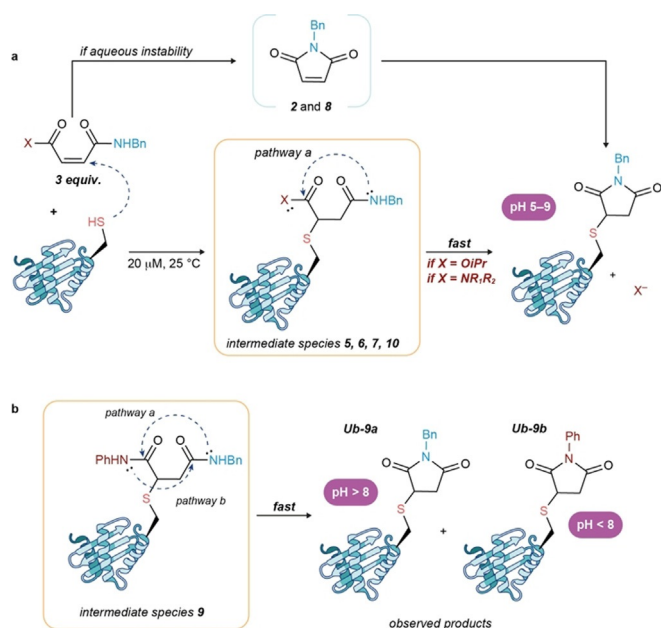 a
if aqueous instability
Bn
O N O
2 and 8
X O O NHBn
3 equiv.
+
HS
20 μM, 25 °C
pathway a
X O O NHBn
S
intermediate species 5, 6, 7, 10
fast
if X = OiPr
if X = NR₁R₂
pH 5–9
Bn
O N O
S
+ X⁻
b
pathway a
PhHN O O NHBn
S
pathway b
intermediate species 9
fast
Ub-9a
Bn
O N O
S
pH > 8
+
Ub-9b
Ph
O N O
S
pH < 8
observed products